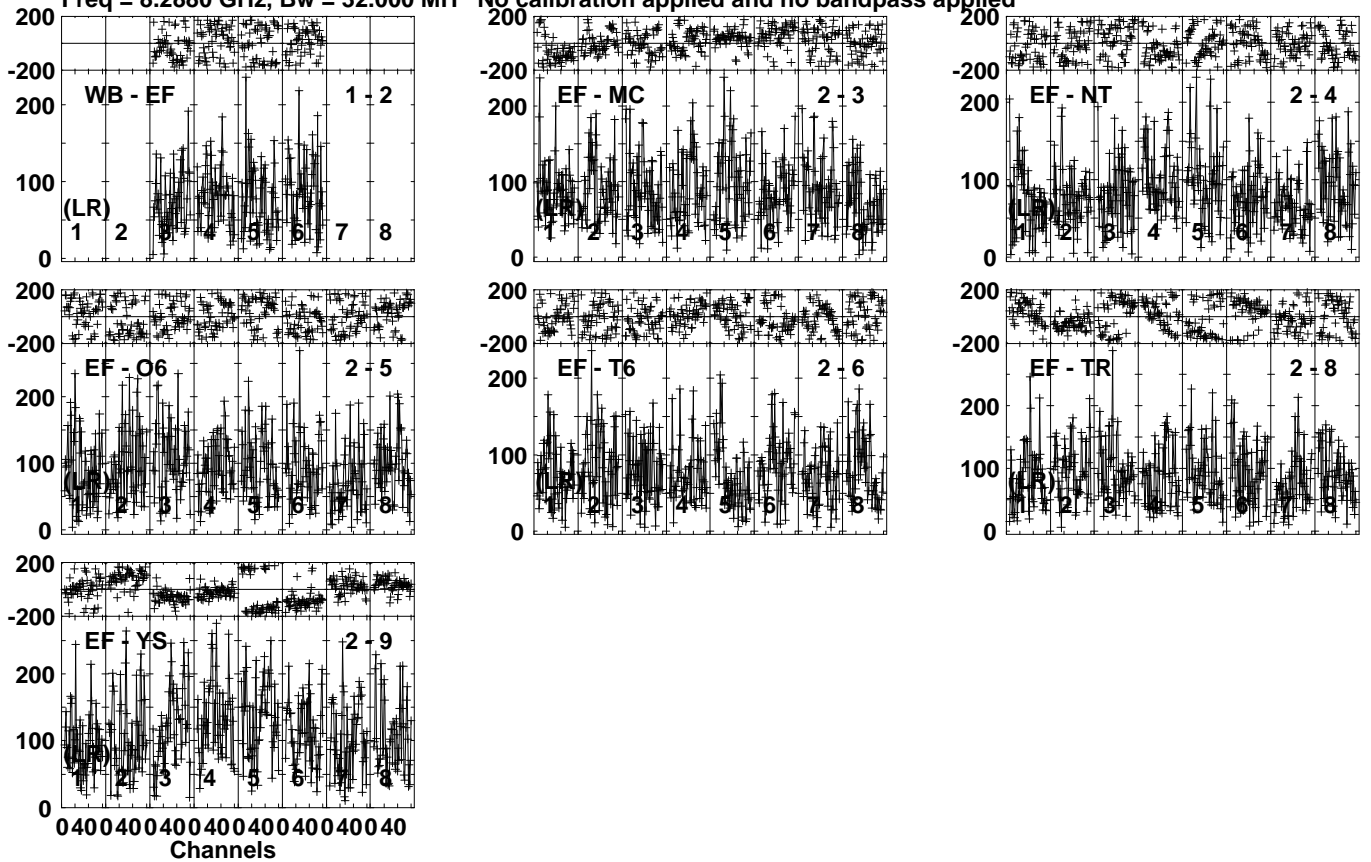 Freq = 8.2880 GHz, Bw = 32.000 MH No calibration applied and no bandpass applied
200
-200
200
100
0
WB - EF 1 - 2
(LR)
1 2 3 4 5 6 7 8
200
-200
200
100
0
EF - MC 2 - 3
(LR)
1 2 3 4 5 6 7 8
200
-200
200
100
0
EF - NT 2 - 4
(LR)
1 2 3 4 5 6 7 8
200
-200
200
100
0
EF - O6 2 - 5
(LR)
1 2 3 4 5 6 7 8
200
-200
200
100
0
EF - T6 2 - 6
(LR)
1 2 3 4 5 6 7 8
200
-200
200
100
0
EF - TR 2 - 8
(LR)
1 2 3 4 5 6 7 8
200
-200
200
100
0
EF - YS 2 - 9
(LR)
1 2 3 4 5 6 7 8
0 40 0 40 0 40 0 40 0 40 0 40 0 40 0 40
Channels